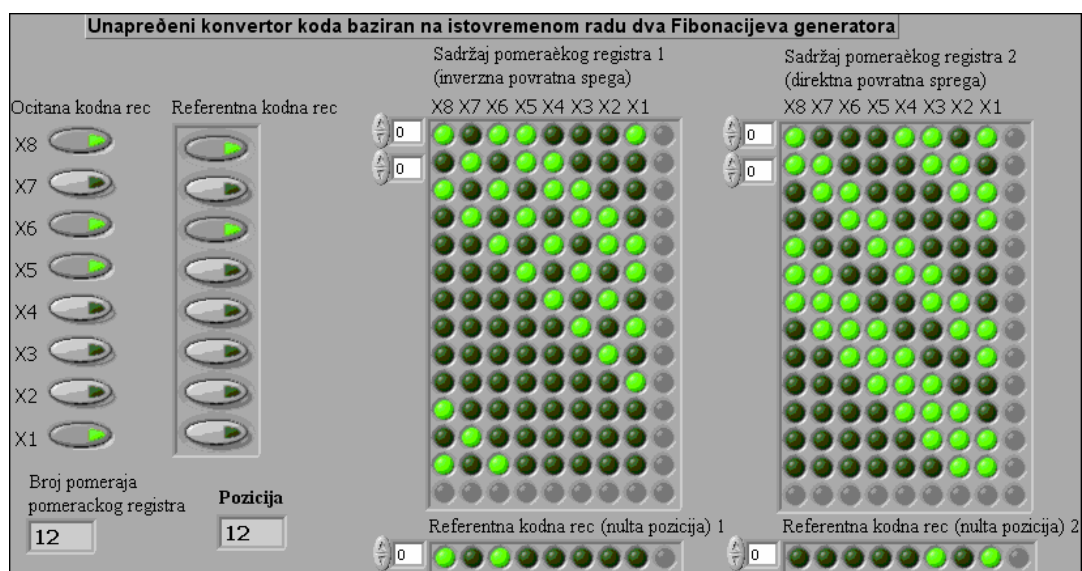 Unapreðeni konvertor koda baziran na istovremenom radu dva Fibonacijeva generatora
Sadržaj pomeraèkog registra 1
(inverzna povratna spega)
Sadržaj pomeraèkog registra 2
(direktna povratna sprega)
Ocitana kodna rec
Referentna kodna rec
X8 X7 X6 X5 X4 X3 X2 X1
X8 X7 X6 X5 X4 X3 X2 X1
0
0
0
0
X8
X7
X6
X5
X4
X3
X2
X1
Broj pomeraja
pomerackog registra
12
Pozicija
12
Referentna kodna rec (nulta pozicija) 1
0
Referentna kodna rec (nulta pozicija) 2
0